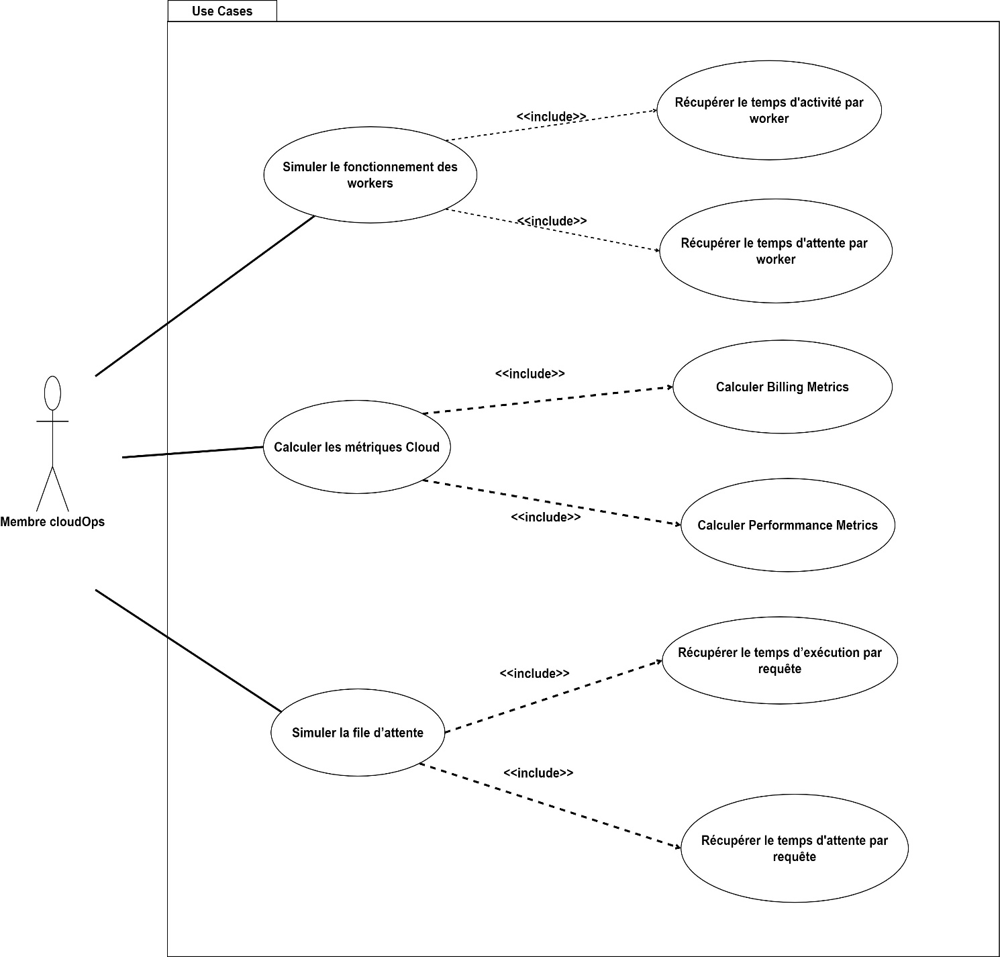 Use Cases
<<include>>
Récupérer le temps d'activité par
worker
Simuler le fonctionnement des
workers
<<include>>
Récupérer le temps d'attente par
worker
<<include>>
Calculer Billing Metrics
Calculer les métriques Cloud
<<include>>
Calculer Performmance Metrics
Membre cloudOps
<<include>>
Récupérer le temps d’exécution par
requête
Simuler la file d’attente
<<include>>
Récupérer le temps d'attente par
requête